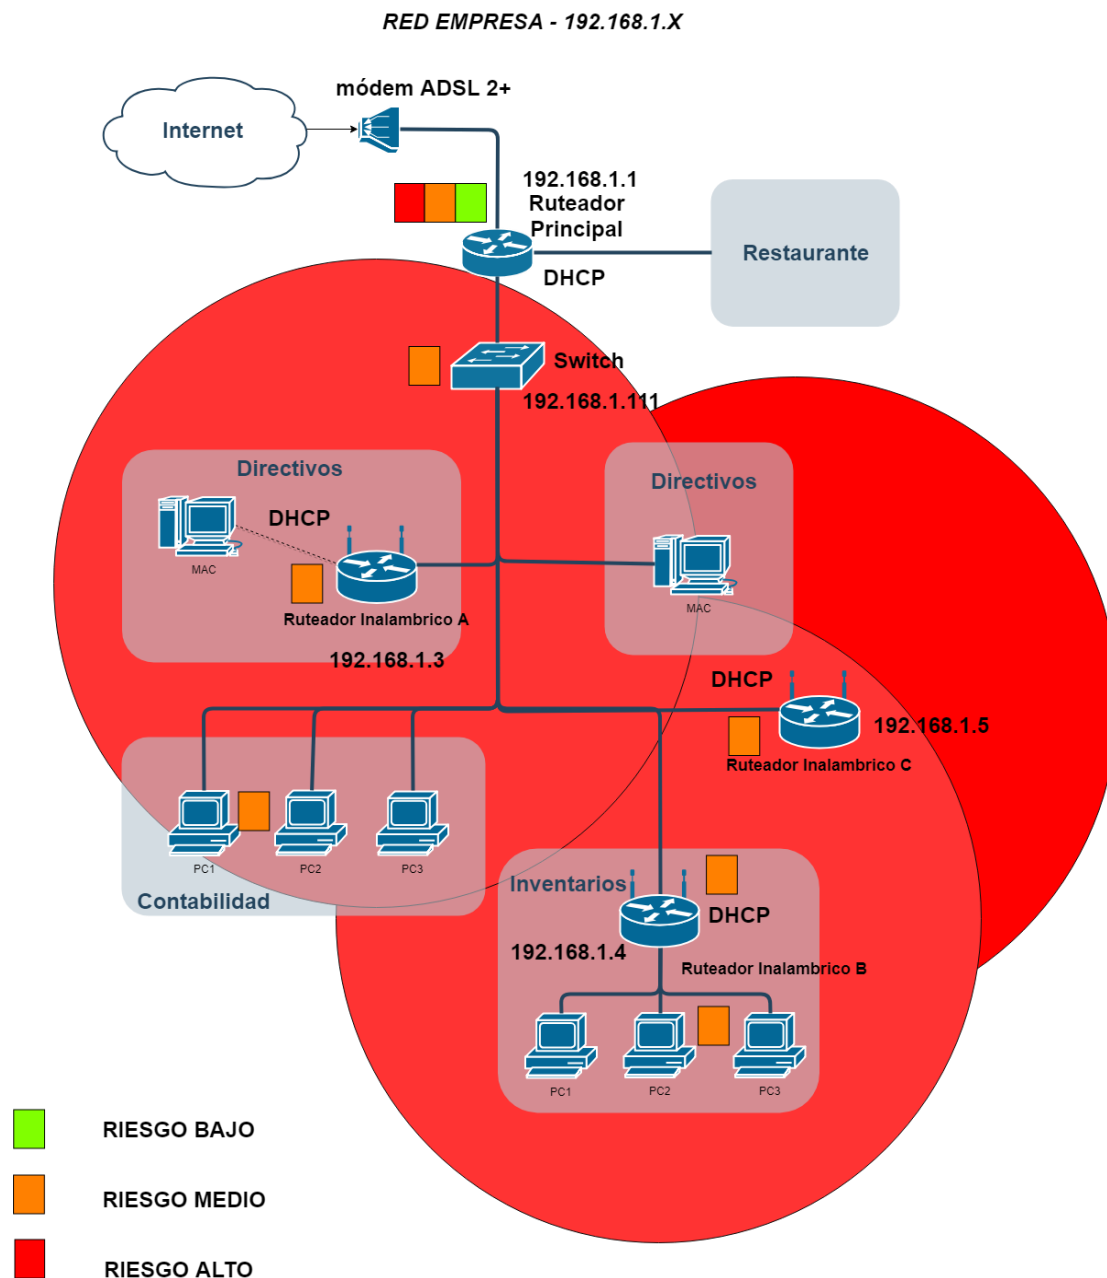 RED EMPRESA - 192.168.1.X
módem ADSL 2+
Internet
192.168.1.1
Ruteador
Principal
DHCP
Restaurante
Switch
192.168.1.111
Directivos
DHCP
MAC
Ruteador Inalambrico A
192.168.1.3
Directivos
MAC
DHCP
192.168.1.5
Ruteador Inalambrico C
PC1
PC2
PC3
Contabilidad
Inventarios
DHCP
192.168.1.4
Ruteador Inalambrico B
PC1
PC2
PC3
RIESGO BAJO
RIESGO MEDIO
RIESGO ALTO